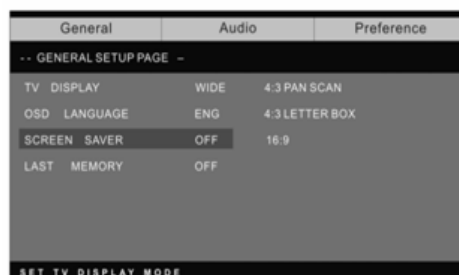 General Audio Preference
-- GENERAL SETUP PAGE –
TV DISPLAY WIDE 4:3 PAN SCAN
OSD LANGUAGE ENG 4:3 LETTER BOX
SCREEN SAVER OFF 16:9
LAST MEMORY OFF
SET TV DISPLAY MODE